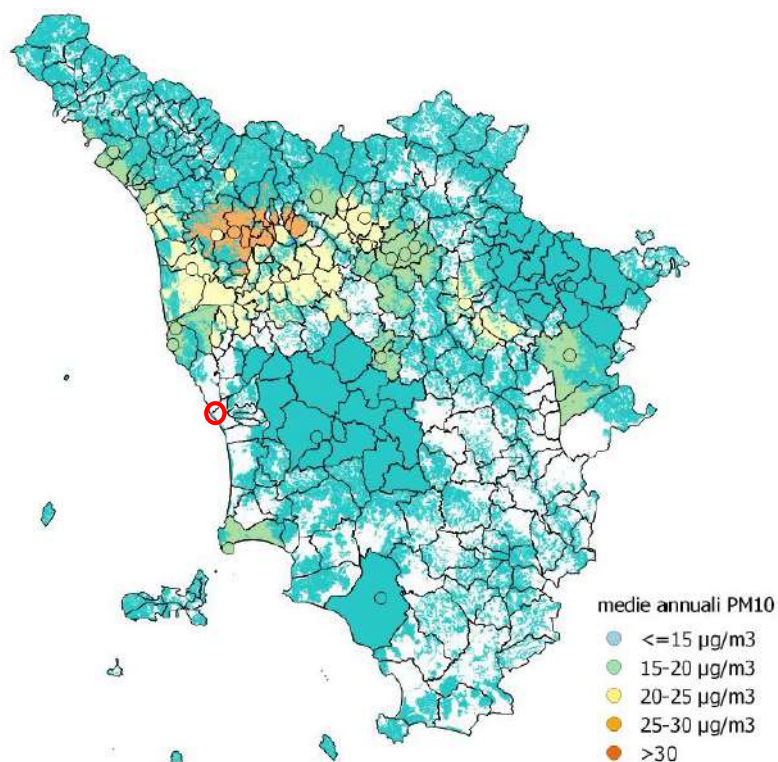 medie annuali PM10
<=15 µg/m3
15-20 µg/m3
20-25 µg/m3
25-30 µg/m3
>30